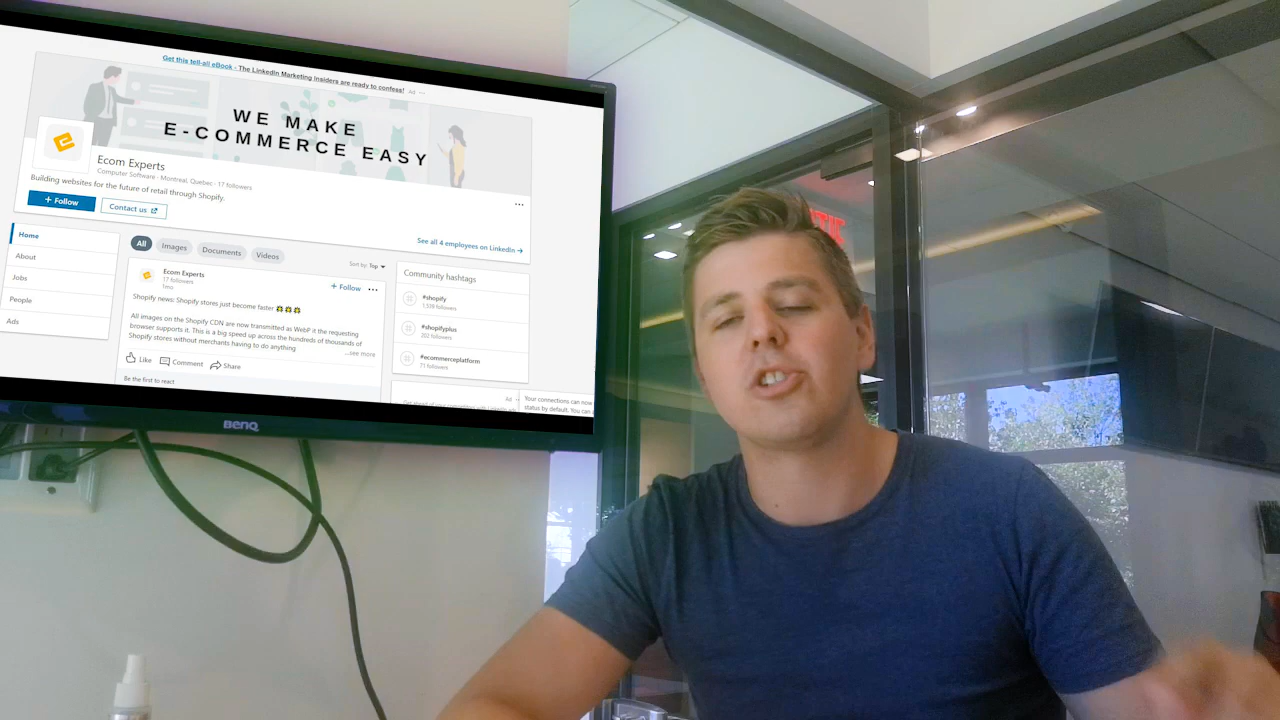 Get this tell-all eBook - The LinkedIn Marketing Insiders are ready to confess! Ad ...
WE MAKE
E-COMMERCE EASY
Ecom Experts
Computer Software · Montreal, Quebec · 17 followers
Building websites for the future of retail through Shopify.
+ Follow
Contact us
...
See all 4 employees on LinkedIn →
Home
About
Jobs
People
Ads
All Images Documents Videos
Sort by: Top
Ecom Experts
17 followers
1mo
+ Follow ...
Shopify news: Shopify stores just become faster
All images on the Shopify CDN are now transmitted as WebP it the requesting
browser supports it. This is a big speed up across the hundreds of thousands of
Shopify stores without merchants having to do anything
...see more
Like Comment Share
Be the first to react
Community hashtags
#shopify
followers
#shopifyplus
202 followers
#ecommerceplatform
71 followers
Ad
Your connections can now
status by default. You can
BenQ